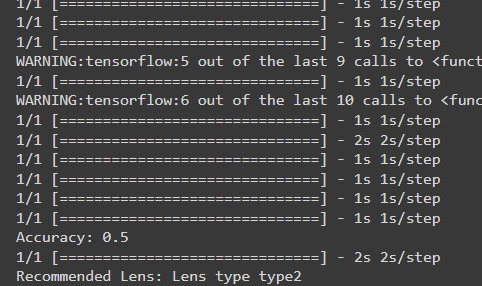 1/1 [==============================] - 1s 1s/step
1/1 [==============================] - 1s 1s/step
1/1 [==============================] - 1s 1s/step
WARNING:tensorflow:5 out of the last 9 calls to <funct
1/1 [==============================] - 1s 1s/step
WARNING:tensorflow:6 out of the last 10 calls to <func
1/1 [==============================] - 1s 1s/step
1/1 [==============================] - 2s 2s/step
1/1 [==============================] - 1s 1s/step
1/1 [==============================] - 1s 1s/step
1/1 [==============================] - 1s 1s/step
1/1 [==============================] - 1s 1s/step
Accuracy: 0.5
1/1 [==============================] - 2s 2s/step
Recommended Lens: Lens type type2